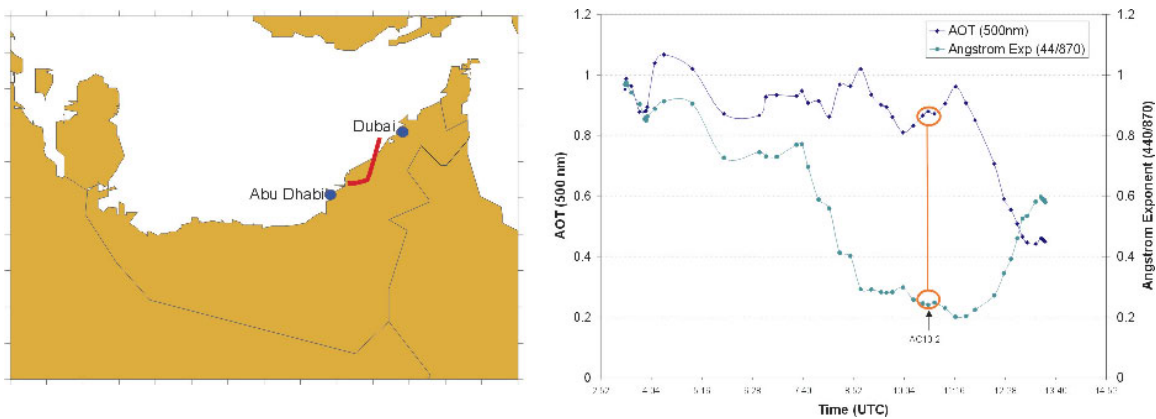 Dubai
Abu Dhabi
AOT (500nm)
Angstrom Exp (44/870)
1.2 1.2
1 1
0.8 0.8
0.6 0.6
0.4 0.4
0.2 0.2
0 0
AOT (500 nm)
Angstrom Exponent (440/870)
2:52 4:04 5:16 6:28 7:40 8:52 10:04 11:16 12:28 13:40 14:52
Time (UTC)